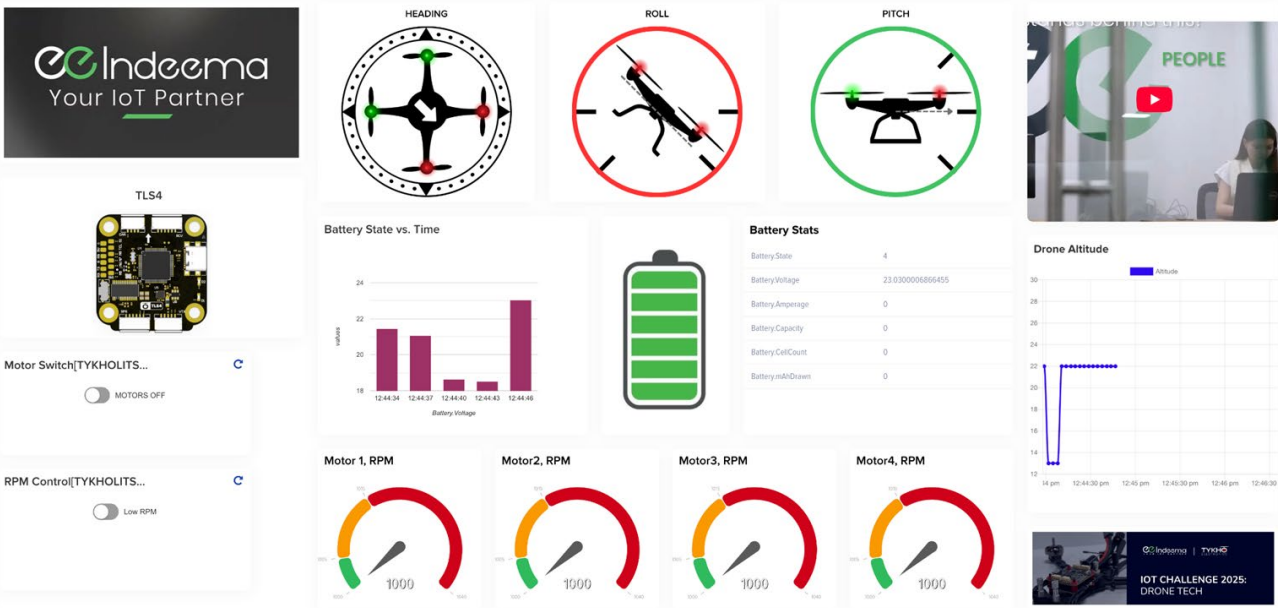 Indeema
Your IoT Partner
TLS4
TLS4
Motor Switch[TYKHOLITS...
MOTORS OFF
RPM Control[TYKHOLITS...
Low RPM
HEADING
ROLL
PITCH
Battery State vs. Time
values
24
22
20
18
12:44:34 12:44:37 12:44:40 12:44:43 12:44:46
Battery.Voltage
Battery Stats
Battery.State 4
Battery.Voltage 23.0300006866455
Battery.Amperage 0
Battery.Capacity 0
Battery.CellCount 0
Battery.mAhDrawn 0
Motor 1, RPM
1000
Motor2, RPM
1000
Motor3, RPM
1000
Motor4, RPM
1000
stands behind this?
PEOPLE
Drone Altitude
Altitude
30
28
26
24
22
20
18
16
14
12
14 pm 12:44:30 pm 12:45 pm 12:45:30 pm 12:46 pm 12:46:30
Indeema | TYKHO
IOT CHALLENGE 2025:
DRONE TECH